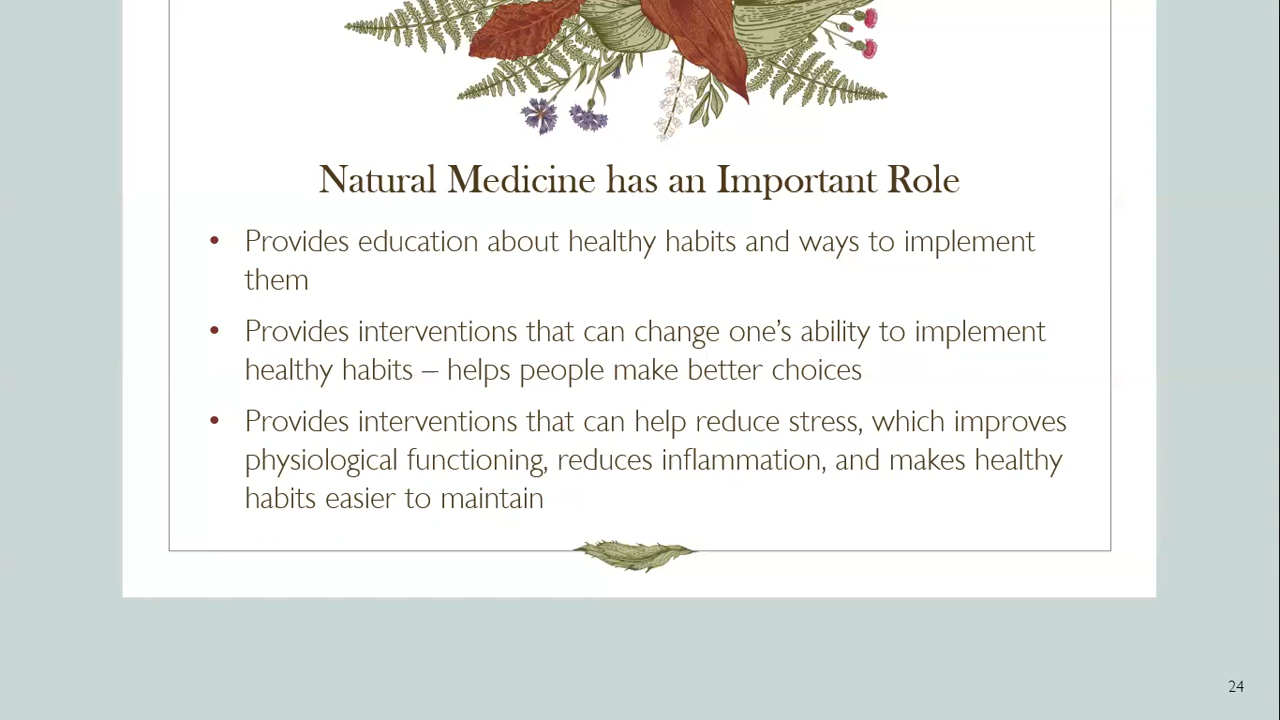 Natural Medicine has an Important Role
• Provides education about healthy habits and ways to implement
them
• Provides interventions that can change one’s ability to implement
healthy habits – helps people make better choices
• Provides interventions that can help reduce stress, which improves
physiological functioning, reduces inflammation, and makes healthy
habits easier to maintain
24